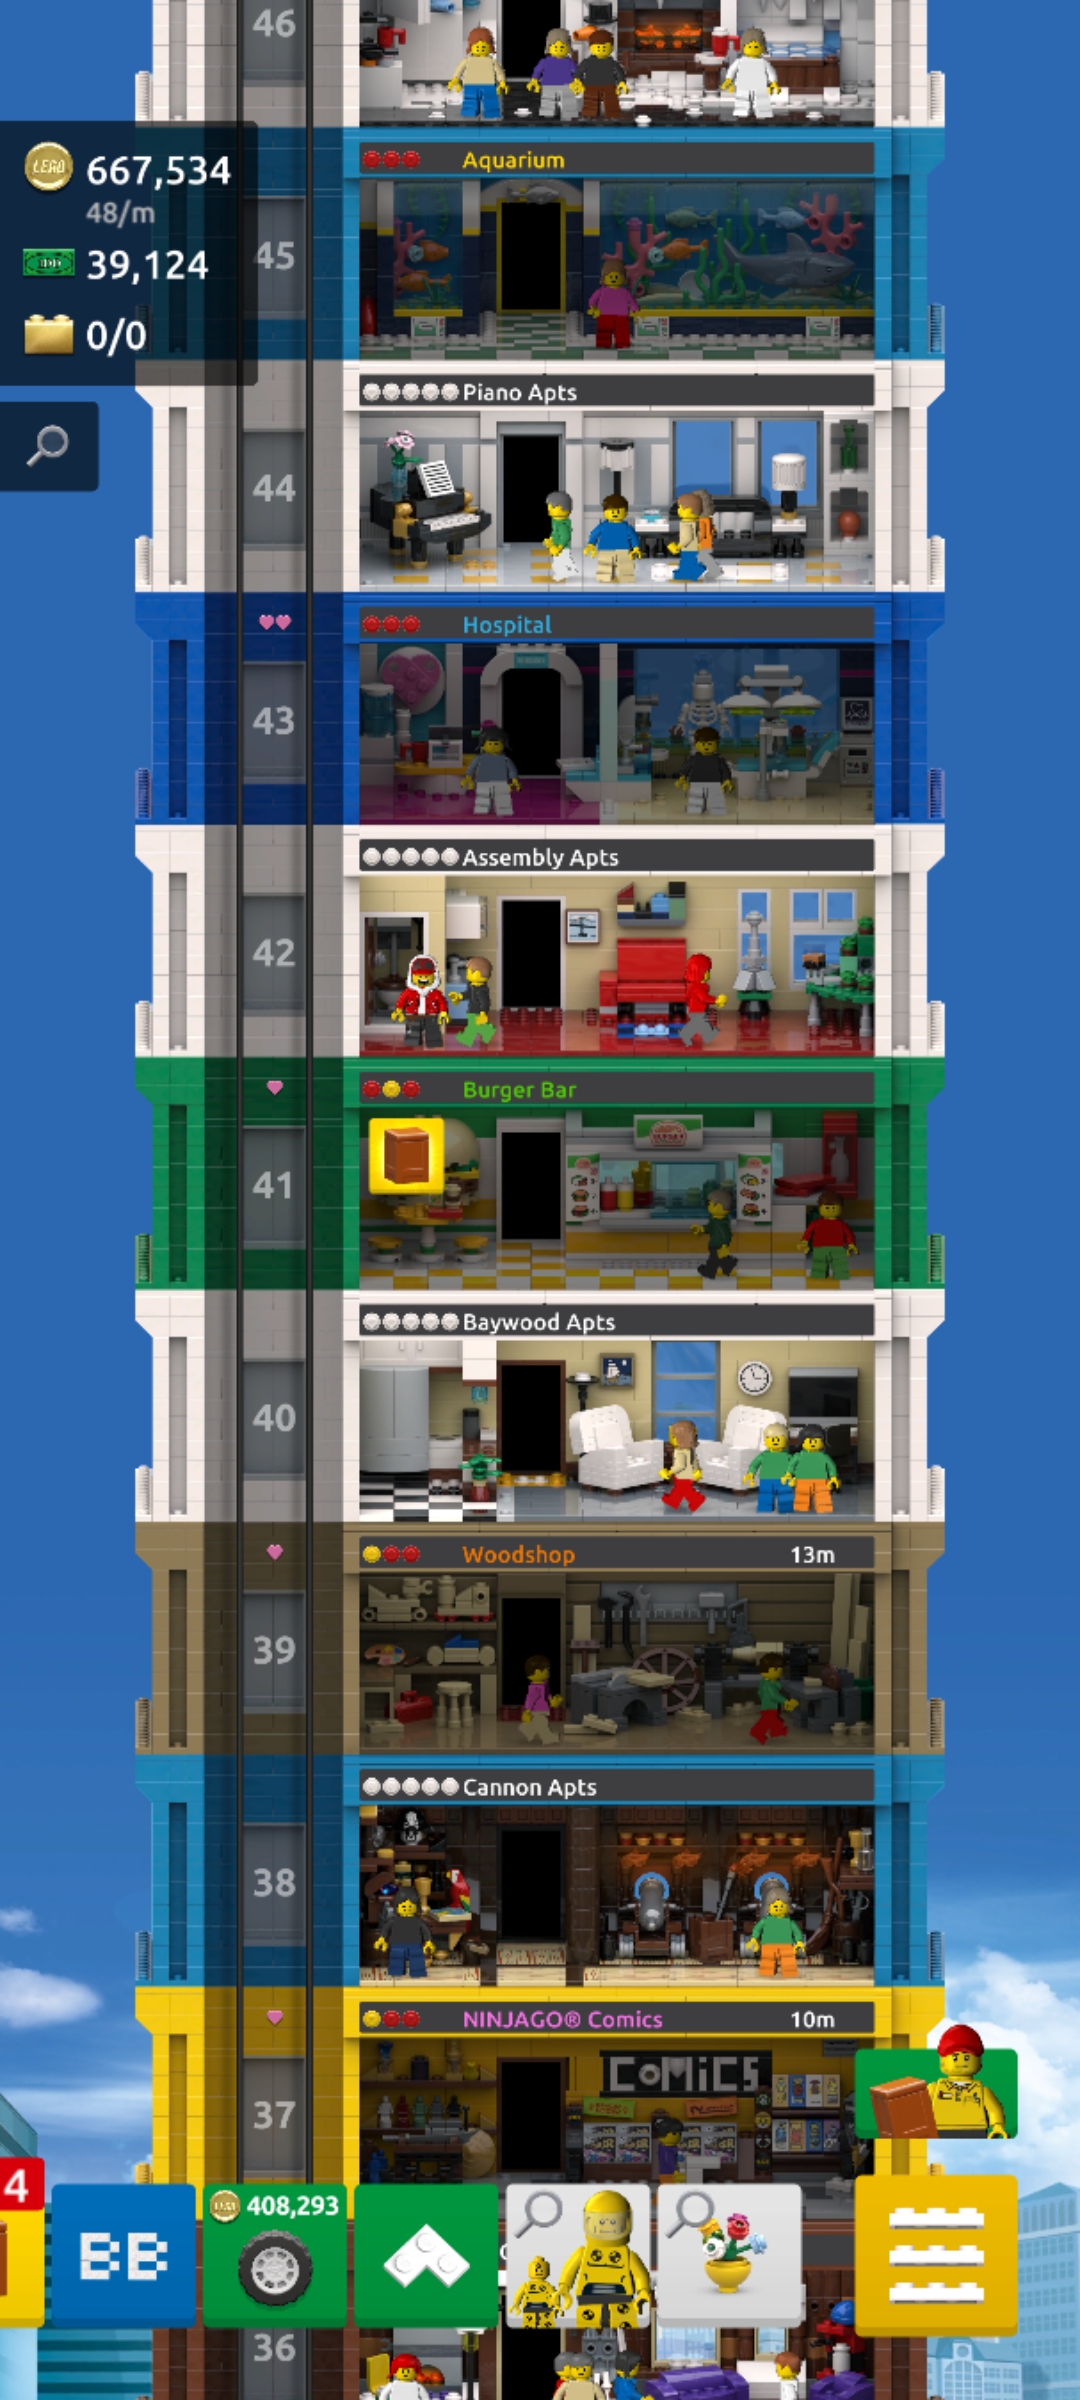 46
Aquarium
LEGO 667,534
48/m
39,124
45
0/0
Piano Apts
44
Hospital
43
Assembly Apts
42
Burger Bar
41
Baywood Apts
40
Woodshop 13m
39
Cannon Apts
38
NINJAGO® Comics 10m
COMiCS
37
4
BB
408,293
36